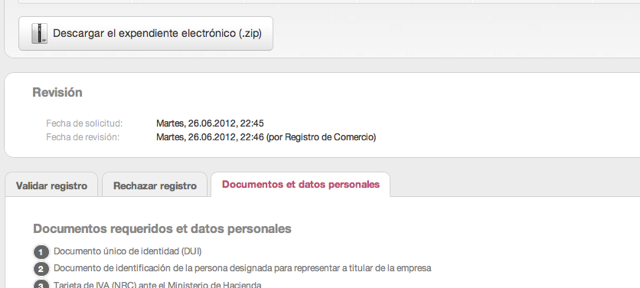 Descargar el expendiente electrónico (.zip)
Revisión
Fecha de solicitud: Martes, 26.06.2012, 22:45
Fecha de revisión: Martes, 26.06.2012, 22:46 (por Registro de Comercio)
Validar registro Rechazar registro Documentos et datos personales
Documentos requeridos et datos personales
1 Documento único de identidad (DUI)
2 Documento de identificación de la persona designada para representar a titular de la empresa
3 Tarjeta de IVA (NRC) ante el Ministerio de Hacienda